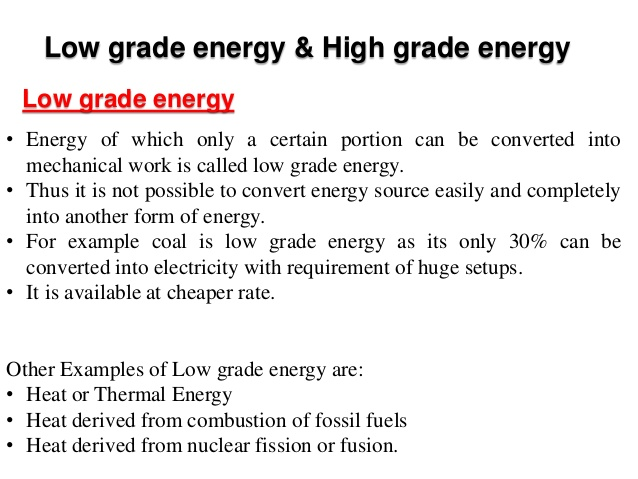 Low grade energy & High grade energy
Low grade energy
• Energy of which only a certain portion can be converted into
mechanical work is called low grade energy.
• Thus it is not possible to convert energy source easily and completely
into another form of energy.
• For example coal is low grade energy as its only 30% can be
converted into electricity with requirement of huge setups.
• It is available at cheaper rate.
Other Examples of Low grade energy are:
• Heat or Thermal Energy
• Heat derived from combustion of fossil fuels
• Heat derived from nuclear fission or fusion.